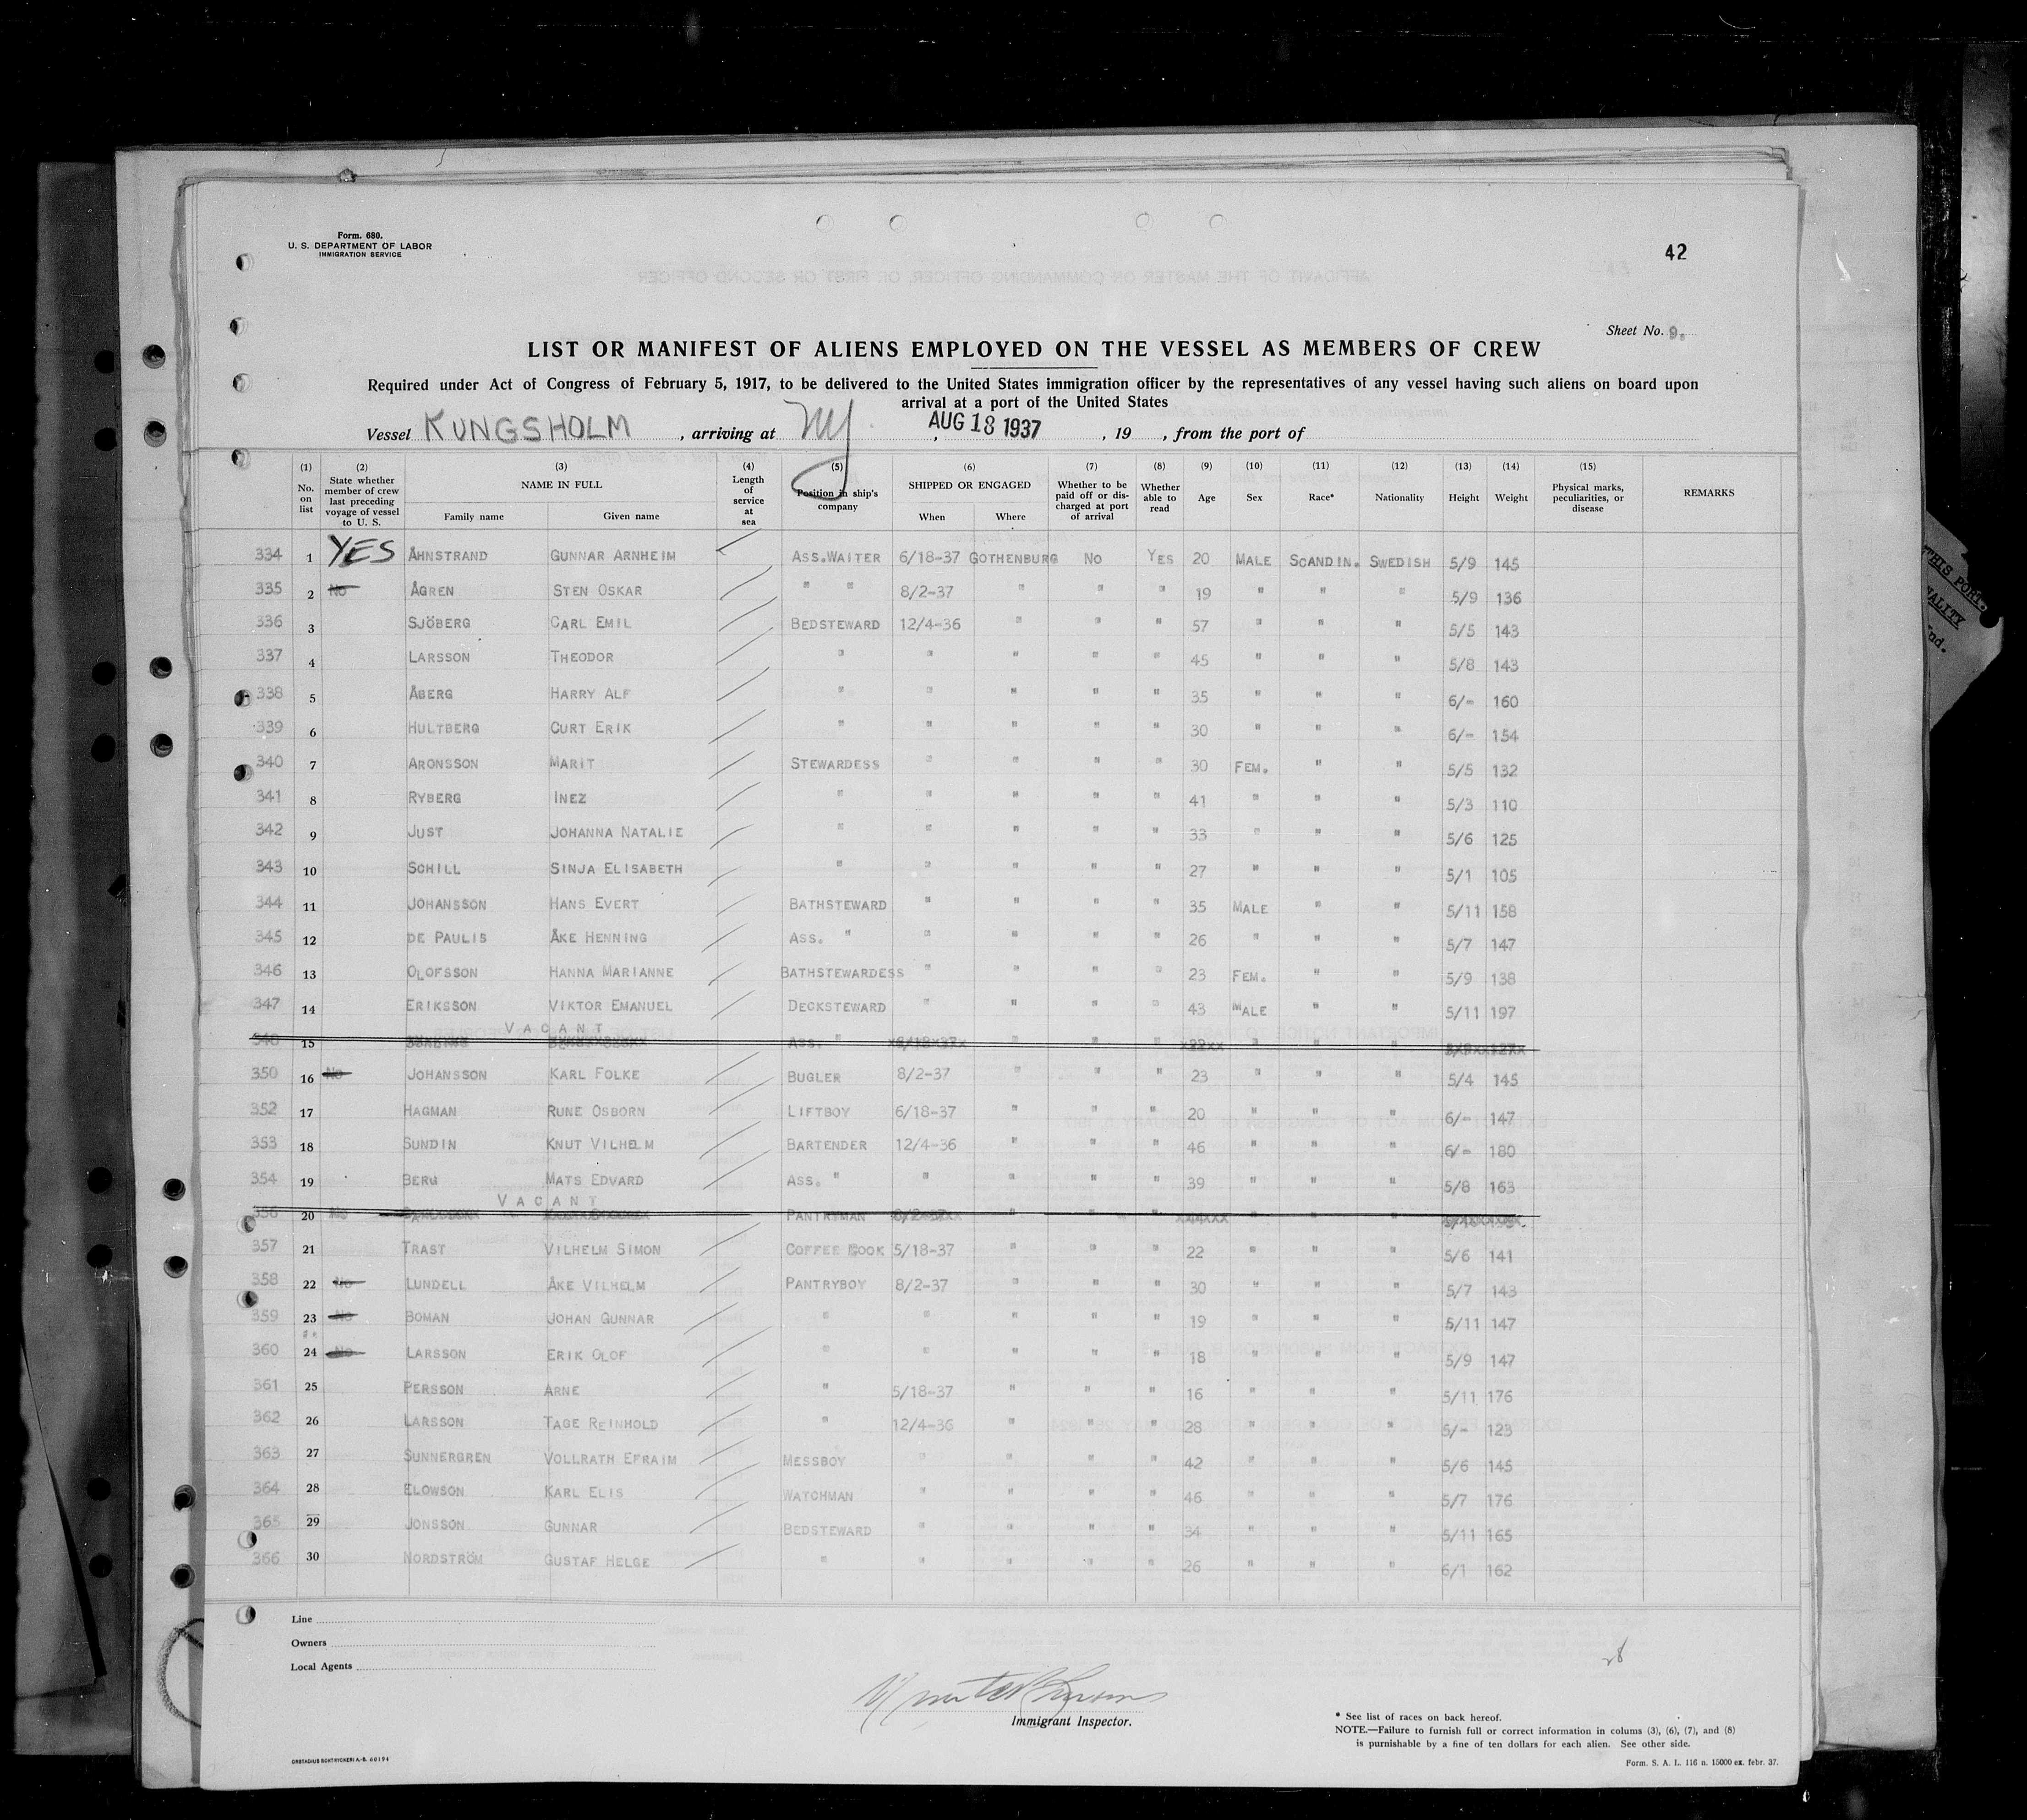 Form. 680.
U. S. DEPARTMENT OF LABOR
IMMIGRATION SERVICE
42
Sheet No. 9.
LIST OR MANIFEST OF ALIENS EMPLOYED ON THE VESSEL AS MEMBERS OF CREW
Required under Act of Congress of February 5, 1917, to be delivered to the United States immigration officer by the representatives of any vessel having such aliens on board upon
arrival at a port of the United States
Vessel KUNGSHOLM , arriving at NY , AUG 18 1937 , 19 , from the port of
(1) No. on list (2) State whether member of crew last preceding voyage of vessel to U. S. (3) NAME IN FULL Family name Given name (4) Length of service at sea (5) Position in ship's company (6) SHIPPED OR ENGAGED When Where (7) Whether to be paid off or discharged at port of arrival (8) Whether able to read (9) Age (10) Sex (11) Race* (12) Nationality (13) Height (14) Weight (15) Physical marks, peculiarities, or disease REMARKS
334 1 YES ÅHNSTRAND GUNNAR ARNHEIM ASS.WAITER 6/18-37 GOTHENBURG NO YES 20 MALE SCANDIN. SWEDISH 5/9 145
335 2 No ÅGREN STEN OSKAR " " 8/2-37 " " " 19 " " " 5/9 136
336 3 SJÖBERG CARL EMIL BEDSTEWARD 12/4-36 " " " 57 " " " 5/5 143
337 4 LARSSON THEODOR " " " " " 45 " " " 5/8 143
338 5 ÅBERG HARRY ALF " " " " " 35 " " " 6/- 160
339 6 HULTBERG CURT ERIK " " " " " 30 " " " 6/- 154
340 7 ARONSSON MARIT STEWARDESS " " " " 30 FEM. " " 5/5 132
341 8 RYBERG INEZ " " " " " 41 " " " 5/3 110
342 9 JUST JOHANNA NATALIE " " " " " 33 " " " 5/6 125
343 10 SCHILL SINJA ELISABETH " " " " " 27 " " " 5/1 105
344 11 JOHANSSON HANS EVERT BATHSTEWARD " " " " 35 MALE " " 5/11 158
345 12 DE PAULIS ÅKE HENNING ASS. " " " " " 26 " " " 5/7 147
346 13 OLOFSSON HANNA MARIANNE BATHSTEWARDESS " " " " 23 FEM. " " 5/9 138
347 14 ERIKSSON VIKTOR EMANUEL DECKSTEWARD " " " " 43 MALE " " 5/11 197
VACANT
348 15 ASS. " " " " " "
350 16 No JOHANSSON KARL FOLKE BUGLER 8/2-37 " " " 23 " " " 5/4 145
352 17 HAGMAN RUNE OSBORN LIFTBOY 6/18-37 " " " 20 " " " 6/- 147
353 18 SUNDIN KNUT VILHELM BARTENDER 12/4-36 " " " 46 " " " 6/- 180
354 19 BERG MATS EDVARD ASS. " " " " " 39 " " " 5/8 163
VACANT
356 20 No PANTRYMAN " " " " " "
357 21 TRAST VILHELM SIMON COFFEE COOK 5/18-37 " " " 22 " " " 5/6 141
358 22 No LUNDELL ÅKE VILHELM PANTRYBOY 8/2-37 " " " 30 " " " 5/7 143
359 23 No BOMAN JOHAN GUNNAR " " " " " 19 " " " 5/11 147
360 24 No LARSSON ERIK OLOF " " " " " 18 " " " 5/9 147
361 25 PERSSON ARNE " 5/18-37 " " " 16 " " " 5/11 176
362 26 LARSSON TAGE REINHOLD " 12/4-36 " " " 28 " " " 5/- 123
363 27 SUNNERGREN VOLLRATH EFRAIM MESSBOY " " " " 42 " " " 5/6 145
364 28 ELOWSON KARL ELIS WATCHMAN " " " " 46 " " " 5/7 176
365 29 JONSSON GUNNAR BEDSTEWARD " " " " 34 " " " 5/11 165
366 30 NORDSTRÖM GUSTAF HELGE " " " " " 26 " " " 6/1 162
Line
Owners
Local Agents
Immigrant Inspector.
* See list of races on back hereof.
NOTE.—Failure to furnish full or correct information in colums (3), (6), (7), and (8)
is punishable by a fine of ten dollars for each alien. See other side.
Form. S. A. L. 116 n. 15000 ex. febr. 37.
THIS PORT.